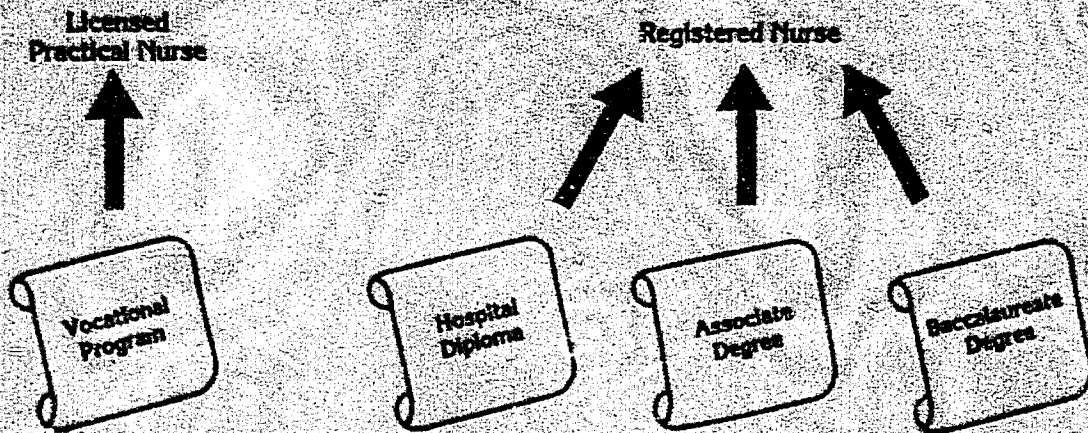 Licensed
Practical Nurse
Registered Nurse
Vocational
Program
Hospital
Diploma
Associate
Degree
Baccalaureate
Degree